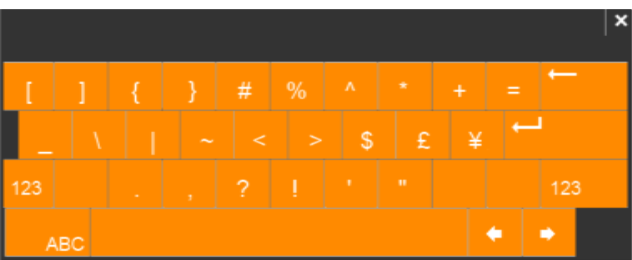 ×
[ ] { } # % ^ * + = ←
_ \ | ~ < > $ £ ¥ ↵
123 . , ? ! ' " 123
ABC ← →